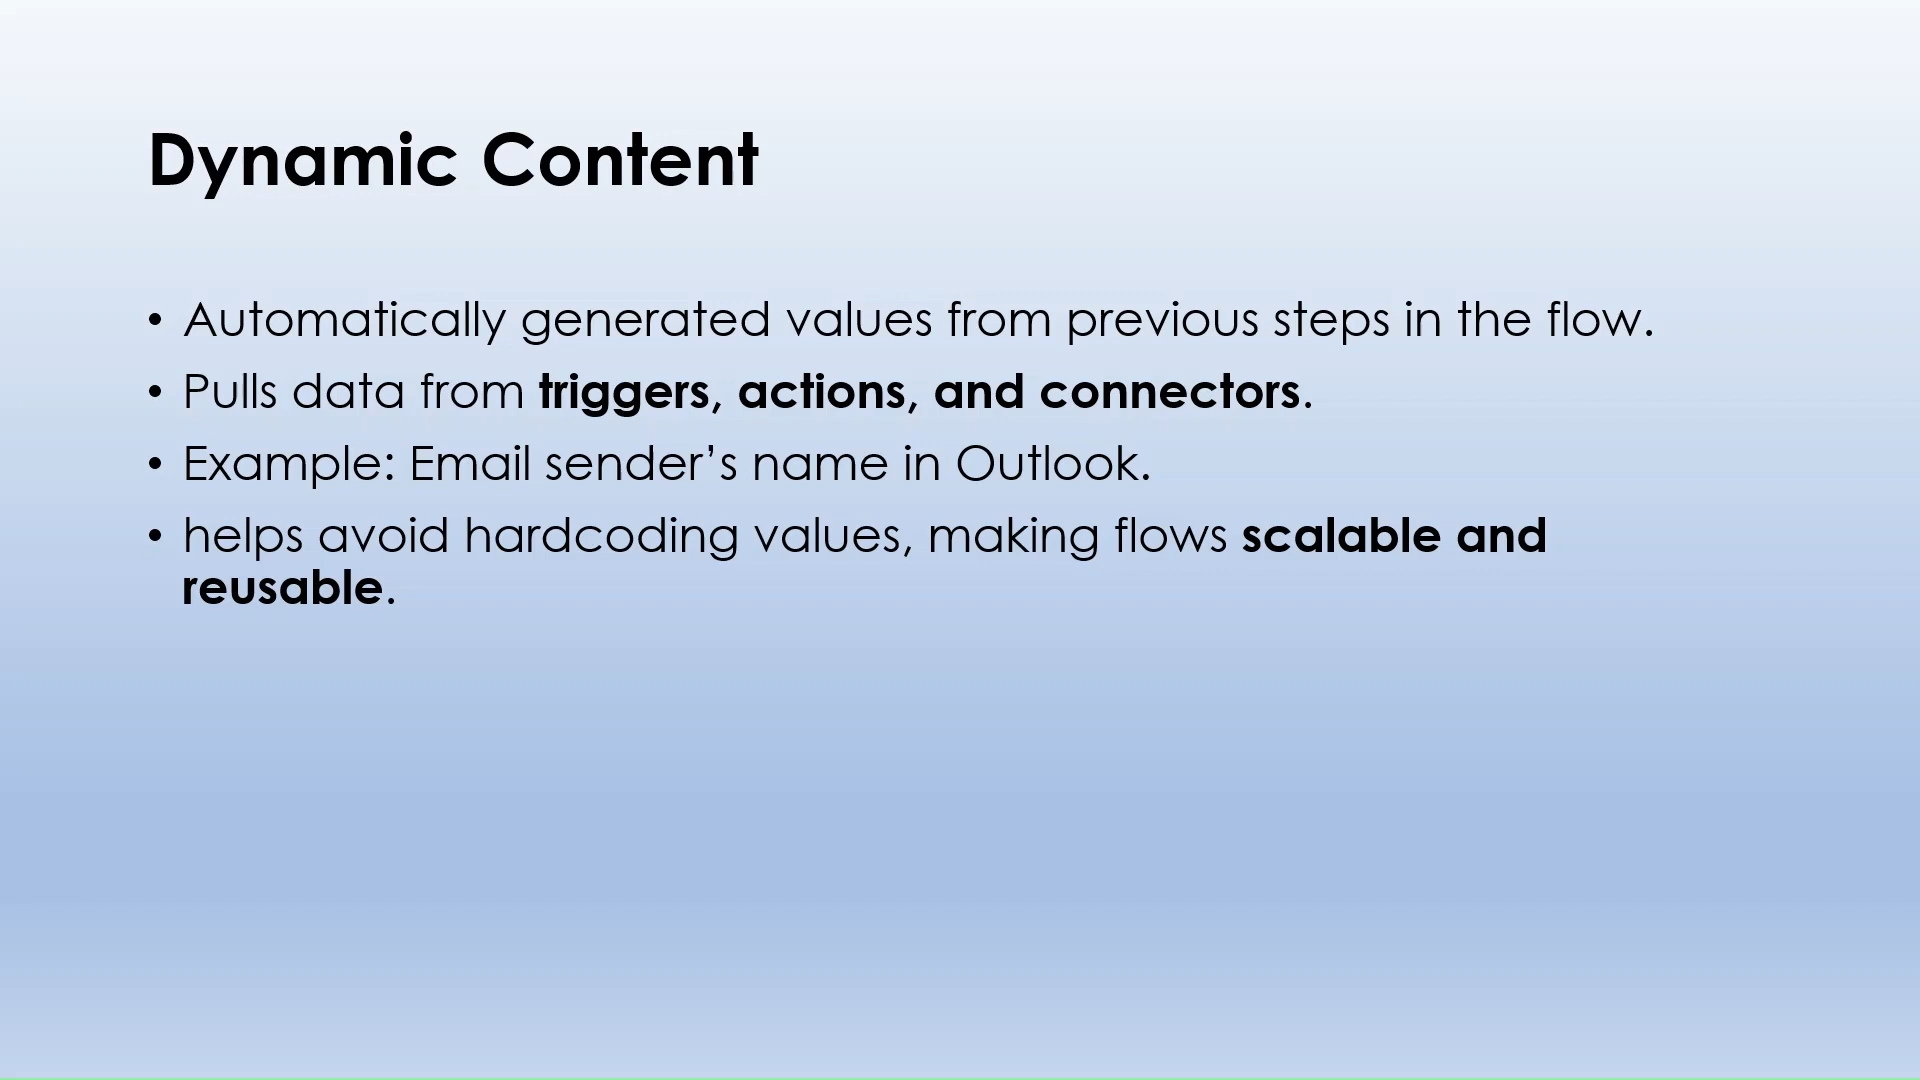 Dynamic Content
• Automatically generated values from previous steps in the flow.
• Pulls data from triggers, actions, and connectors.
• Example: Email sender’s name in Outlook.
• helps avoid hardcoding values, making flows scalable and
reusable.